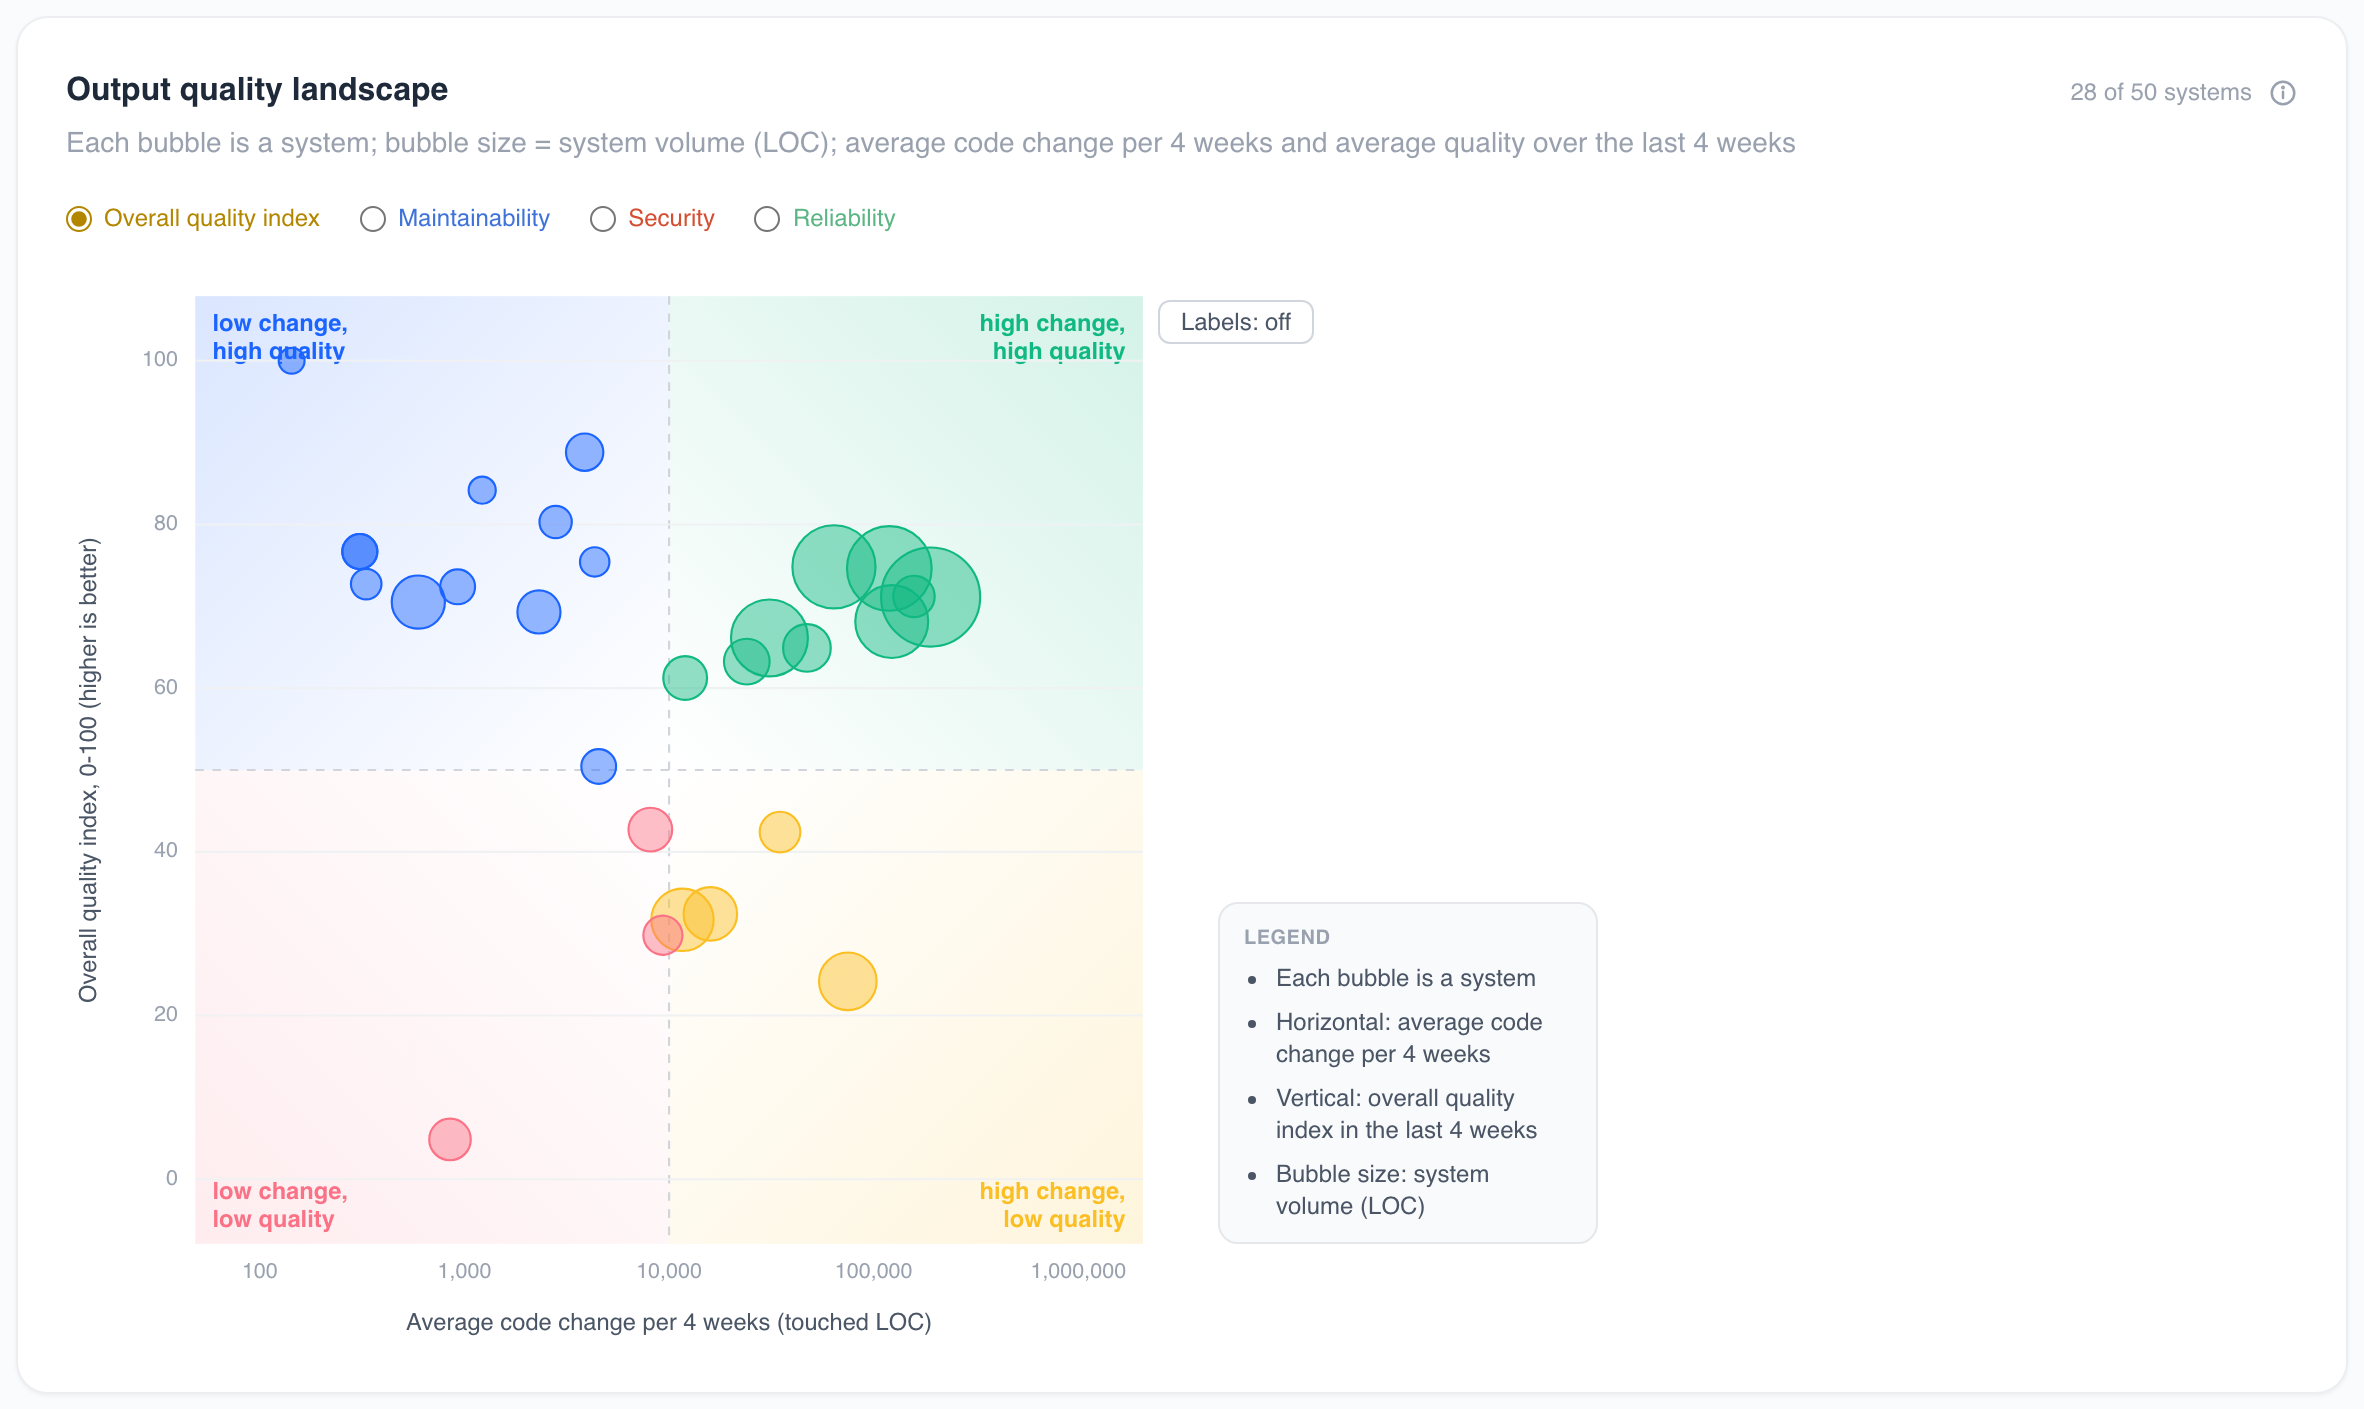 Output quality landscape
28 of 50 systems
Each bubble is a system; bubble size = system volume (LOC); average code change per 4 weeks and average quality over the last 4 weeks
Overall quality index
Maintainability
Security
Reliability
low change,
high quality
high change,
high quality
Labels: off
100
80
60
40
20
0
Overall quality index, 0-100 (higher is better)
low change,
low quality
high change,
low quality
100
1,000
10,000
100,000
1,000,000
Average code change per 4 weeks (touched LOC)
LEGEND
Each bubble is a system
Horizontal: average code
change per 4 weeks
Vertical: overall quality
index in the last 4 weeks
Bubble size: system
volume (LOC)